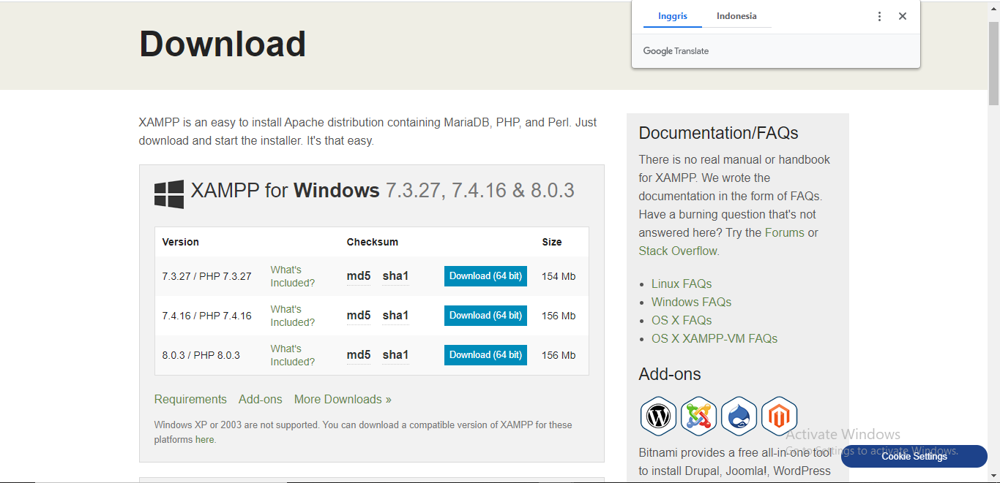 Inggris Indonesia
Google Translate
Download
XAMPP is an easy to install Apache distribution containing MariaDB, PHP, and Perl. Just
download and start the installer. It's that easy.
XAMPP for Windows 7.3.27, 7.4.16 & 8.0.3
Version Checksum Size
7.3.27 / PHP 7.3.27 What's Included? md5 sha1 Download (64 bit) 154 Mb
7.4.16 / PHP 7.4.16 What's Included? md5 sha1 Download (64 bit) 156 Mb
8.0.3 / PHP 8.0.3 What's Included? md5 sha1 Download (64 bit) 156 Mb
Requirements Add-ons More Downloads »
Windows XP or 2003 are not supported. You can download a compatible version of XAMPP for these
platforms here.
Documentation/FAQs
There is no real manual or handbook
for XAMPP. We wrote the
documentation in the form of FAQs.
Have a burning question that's not
answered here? Try the Forums or
Stack Overflow.
• Linux FAQs
• Windows FAQs
• OS X FAQs
• OS X XAMPP-VM FAQs
Add-ons
Bitnami provides a free all-in-one tool
to install Drupal, Joomla!, WordPress
Activate Windows
Go to Settings to activate Windows.
Cookie Settings